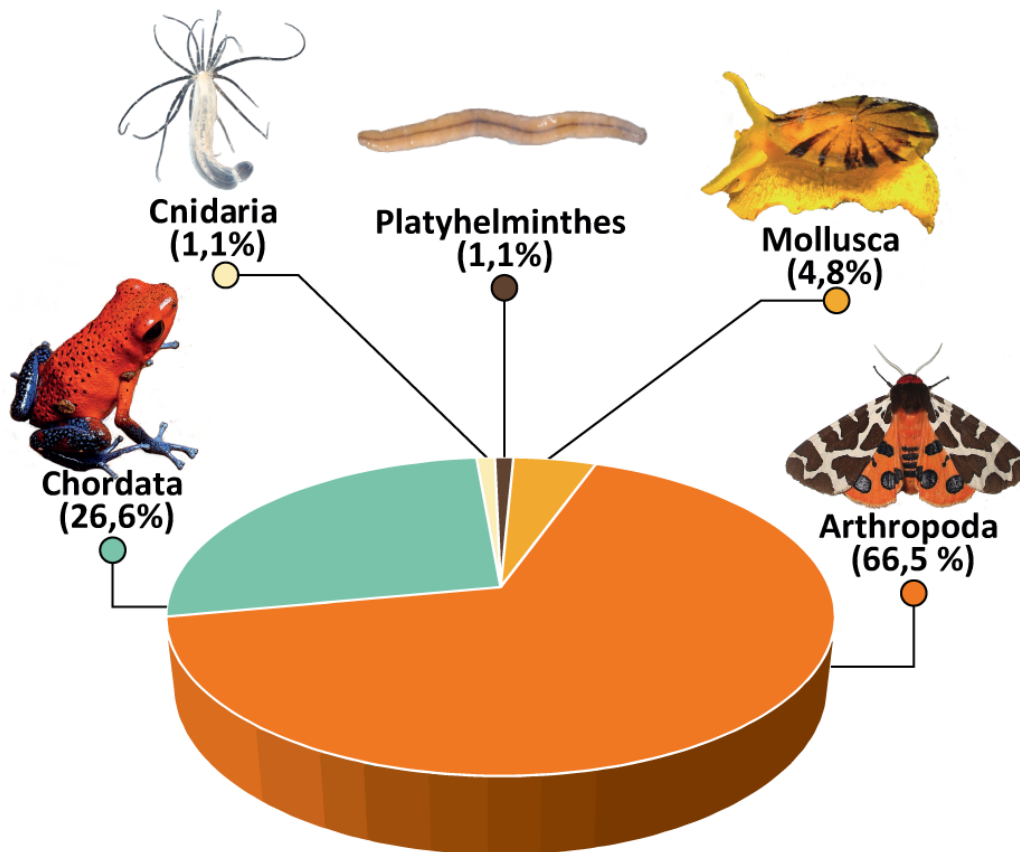 Cnidaria
(1,1%)
Platyhelminthes
(1,1%)
Mollusca
(4,8%)
Chordata
(26,6%)
Arthropoda
(66,5 %)